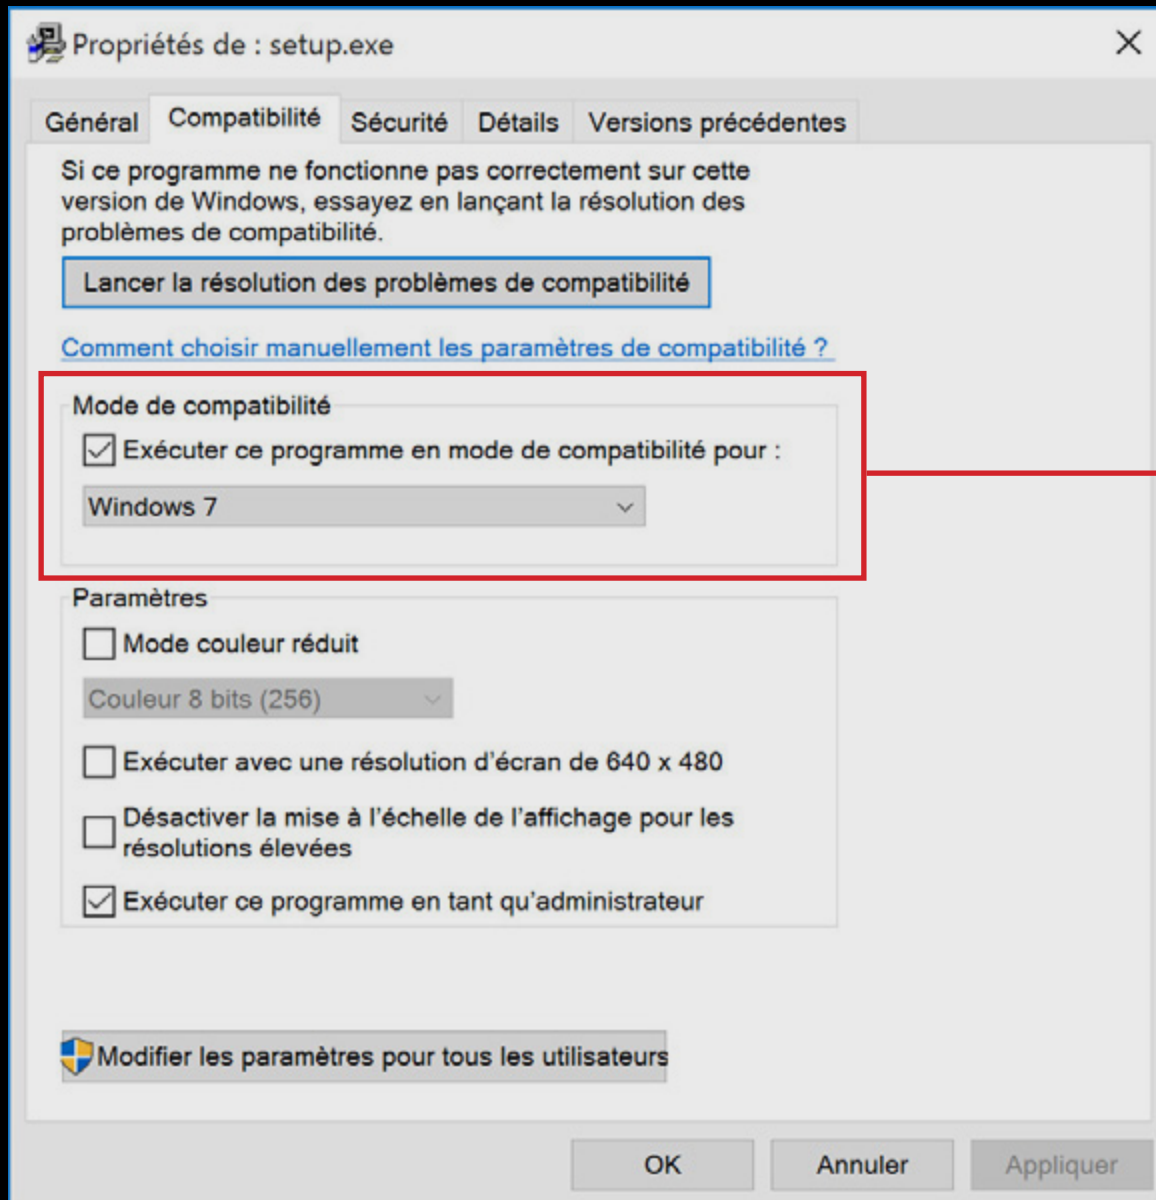 Propriétés de : setup.exe
Général Compatibilité Sécurité Détails Versions précédentes
Si ce programme ne fonctionne pas correctement sur cette
version de Windows, essayez en lançant la résolution des
problèmes de compatibilité.
Lancer la résolution des problèmes de compatibilité
Comment choisir manuellement les paramètres de compatibilité ?
Mode de compatibilité
Exécuter ce programme en mode de compatibilité pour :
Windows 7
Paramètres
Mode couleur réduit
Couleur 8 bits (256)
Exécuter avec une résolution d’écran de 640 x 480
Désactiver la mise à l’échelle de l’affichage pour les
résolutions élevées
Exécuter ce programme en tant qu’administrateur
Modifier les paramètres pour tous les utilisateurs
OK Annuler Appliquer